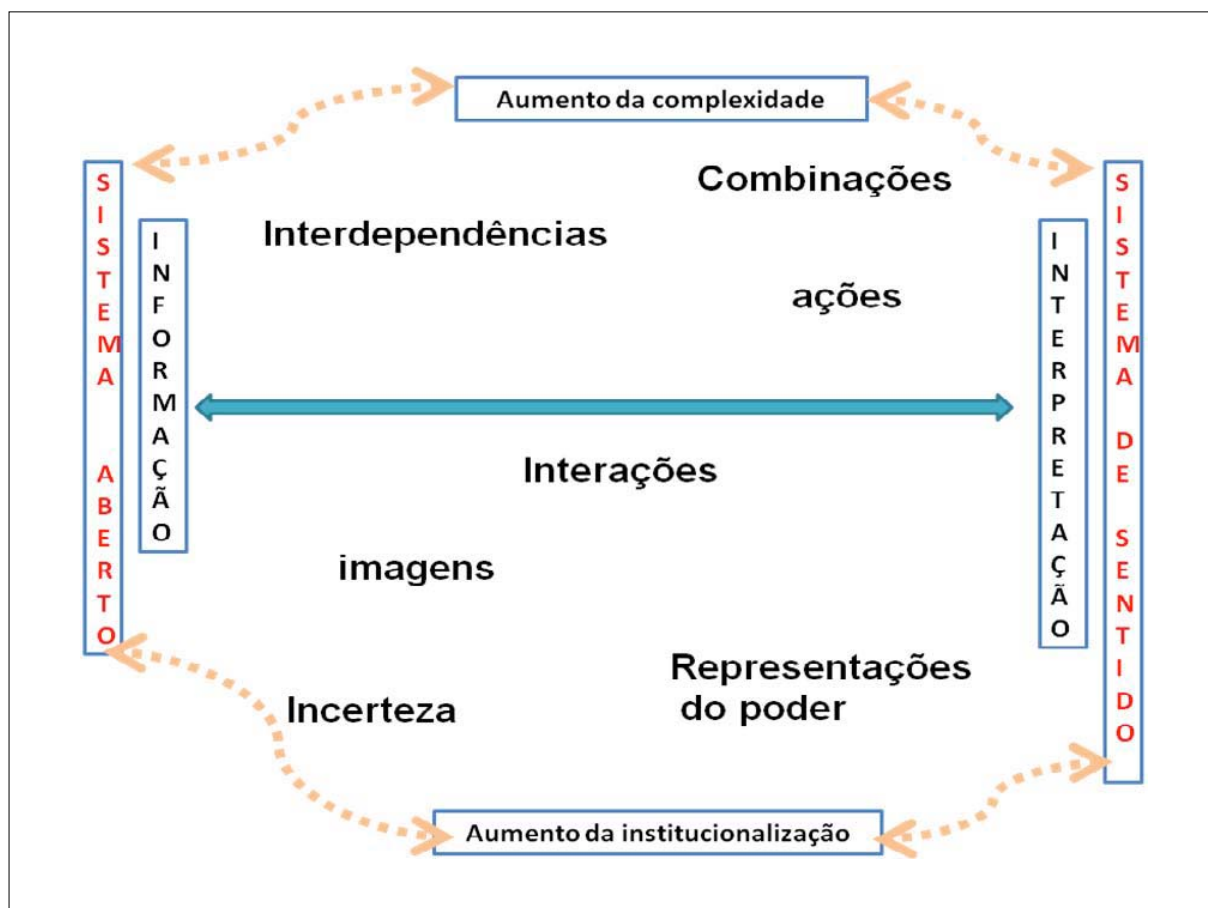 Aumento da complexidade
SISTEMA ABERTO
INFORMAÇÃO
Combinações
Interdependências
ações
Interações
imagens
Representações
do poder
Incerteza
INTERPRETAÇÃO
SISTEMA DE SENTIDO
Aumento da institucionalização